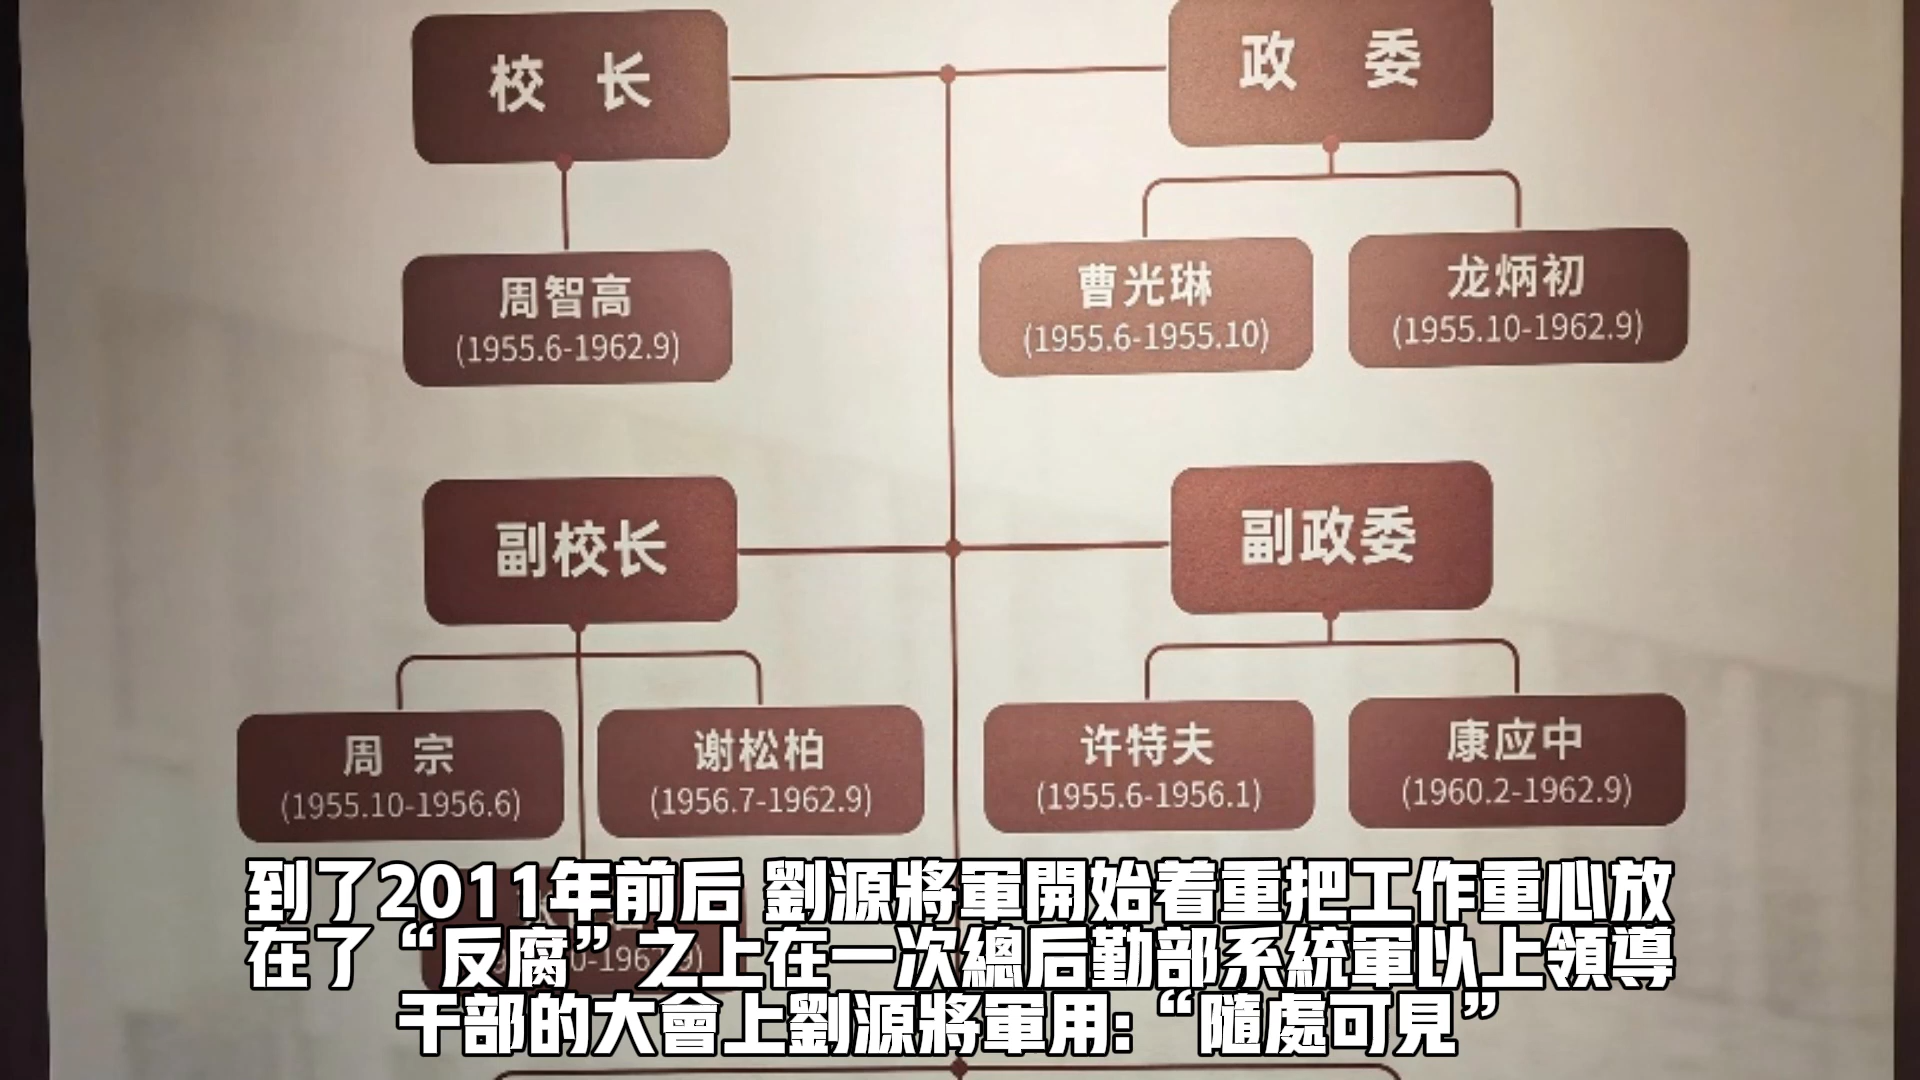 校 长
政 委
周智高
(1955.6-1962.9)
曹光琳
(1955.6-1955.10)
龙炳初
(1955.10-1962.9)
副校长
副政委
周 宗
(1955.10-1956.6)
谢松柏
(1956.7-1962.9)
许特夫
(1955.6-1956.1)
康应中
(1960.2-1962.9)
到了2011年前后 劉源將軍開始着重把工作重心放
在了“反腐”之上在一次總后勤部系統軍以上領導
干部的大會上劉源將軍用:“隨處可見”